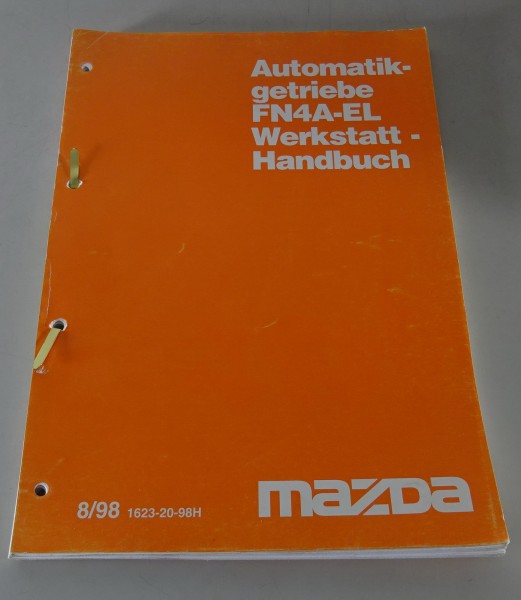 Automatik-
getriebe
FN4A-EL
Werkstatt -
Handbuch
8/98 1623-20-98H
mazda